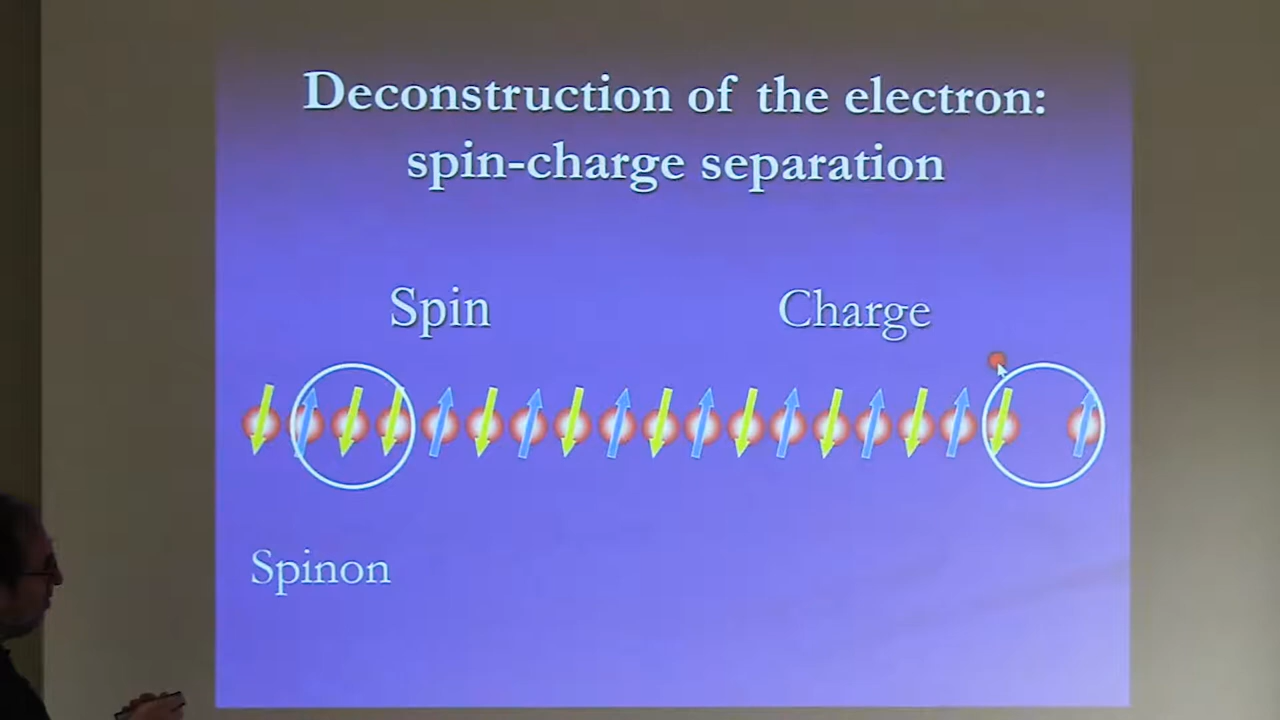 Deconstruction of the electron:
spin-charge separation
Spin
Charge
Spinon